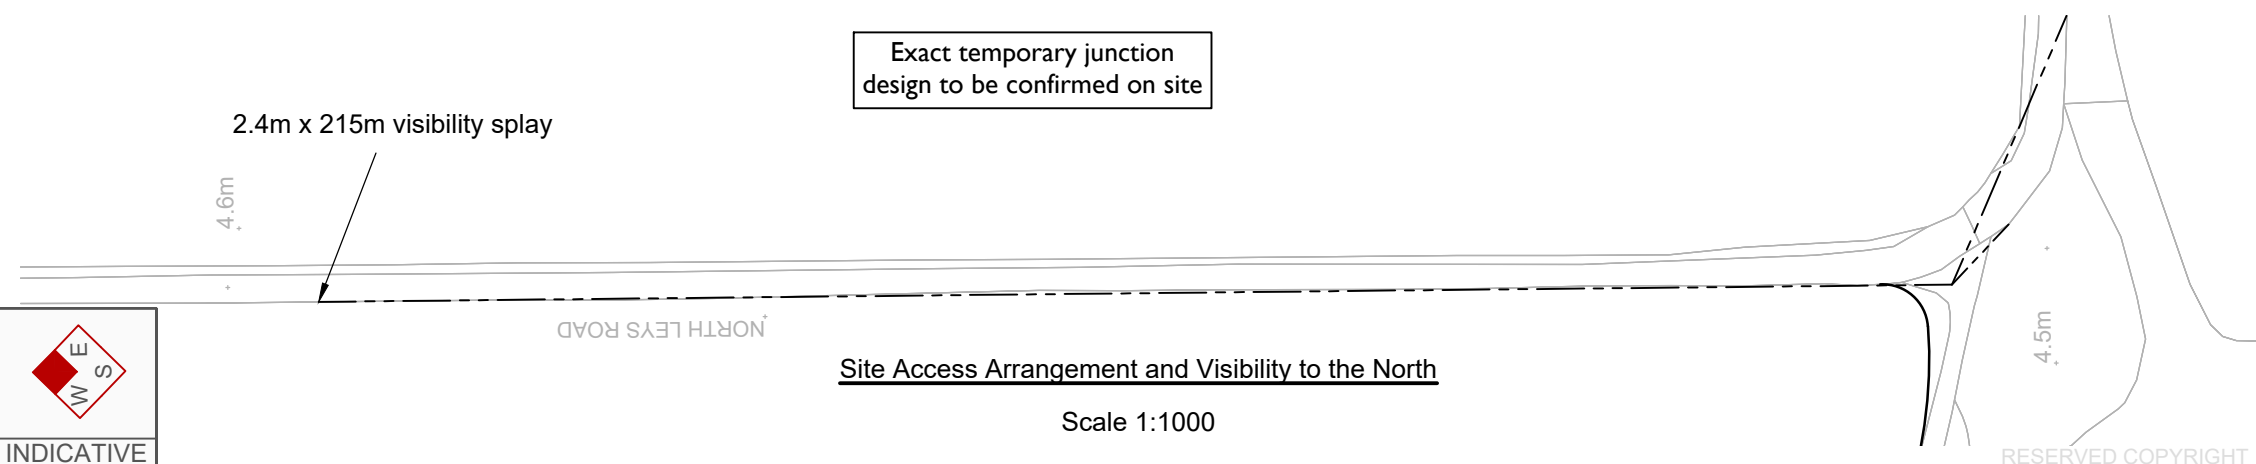 Exact temporary junction
design to be confirmed on site
2.4m x 215m visibility splay
4.6m
NORTH LEYS ROAD
4.5m
Site Access Arrangement and Visibility to the North
Scale 1:1000
E
S
W
INDICATIVE
RESERVED COPYRIGHT